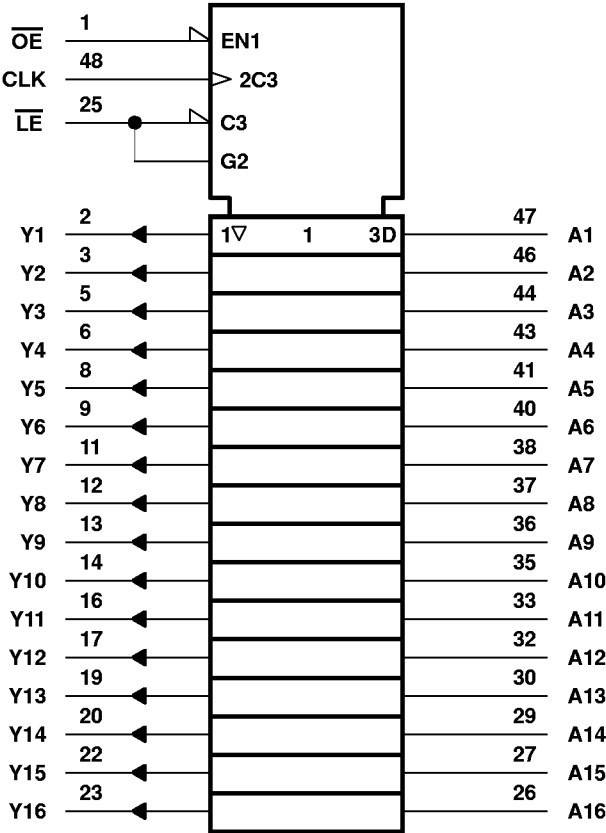 1
O̅E̅ EN1
48
CLK 2C3
25
L̅E̅ C3
G2
2 47
Y1 1▽ 1 3D A1
3 46
Y2 A2
5 44
Y3 A3
6 43
Y4 A4
8 41
Y5 A5
9 40
Y6 A6
11 38
Y7 A7
12 37
Y8 A8
13 36
Y9 A9
14 35
Y10 A10
16 33
Y11 A11
17 32
Y12 A12
19 30
Y13 A13
20 29
Y14 A14
22 27
Y15 A15
23 26
Y16 A16